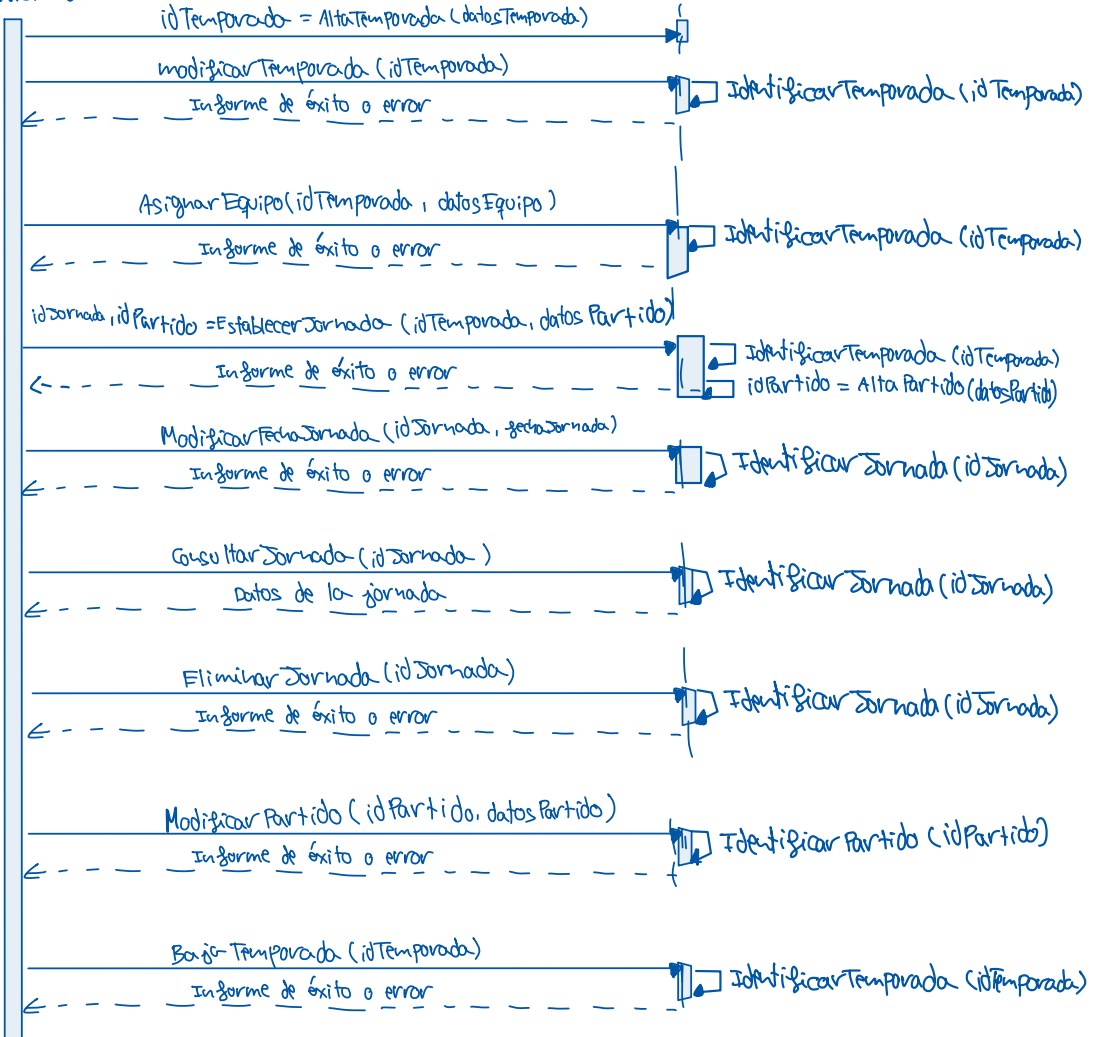 idTemporada = AltaTemporada (datosTemporada)
modificarTemporada (idTemporada)
IdentificarTemporada (idTemporada)
Informe de éxito o error
AsignarEquipo(idTemporada, datosEquipo)
IdentificarTemporada (idTemporada)
Informe de éxito o error
idJornada, idPartido = EstablecerJornada (idTemporada, datosPartido)
IdentificarTemporada (idTemporada)
Informe de éxito o error
idPartido = AltaPartido (datosPartido)
ModificarFechaJornada (idJornada, fechaJornada)
IdentificarJornada (idJornada)
Informe de éxito o error
ConsultarJornada (idJornada)
IdentificarJornada (idJornada)
Datos de la jornada
EliminarJornada (idJornada)
IdentificarJornada (idJornada)
Informe de éxito o error
ModificarPartido (idPartido, datosPartido)
IdentificarPartido (idPartido)
Informe de éxito o error
BajaTemporada (idTemporada)
IdentificarTemporada (idTemporada)
Informe de éxito o error